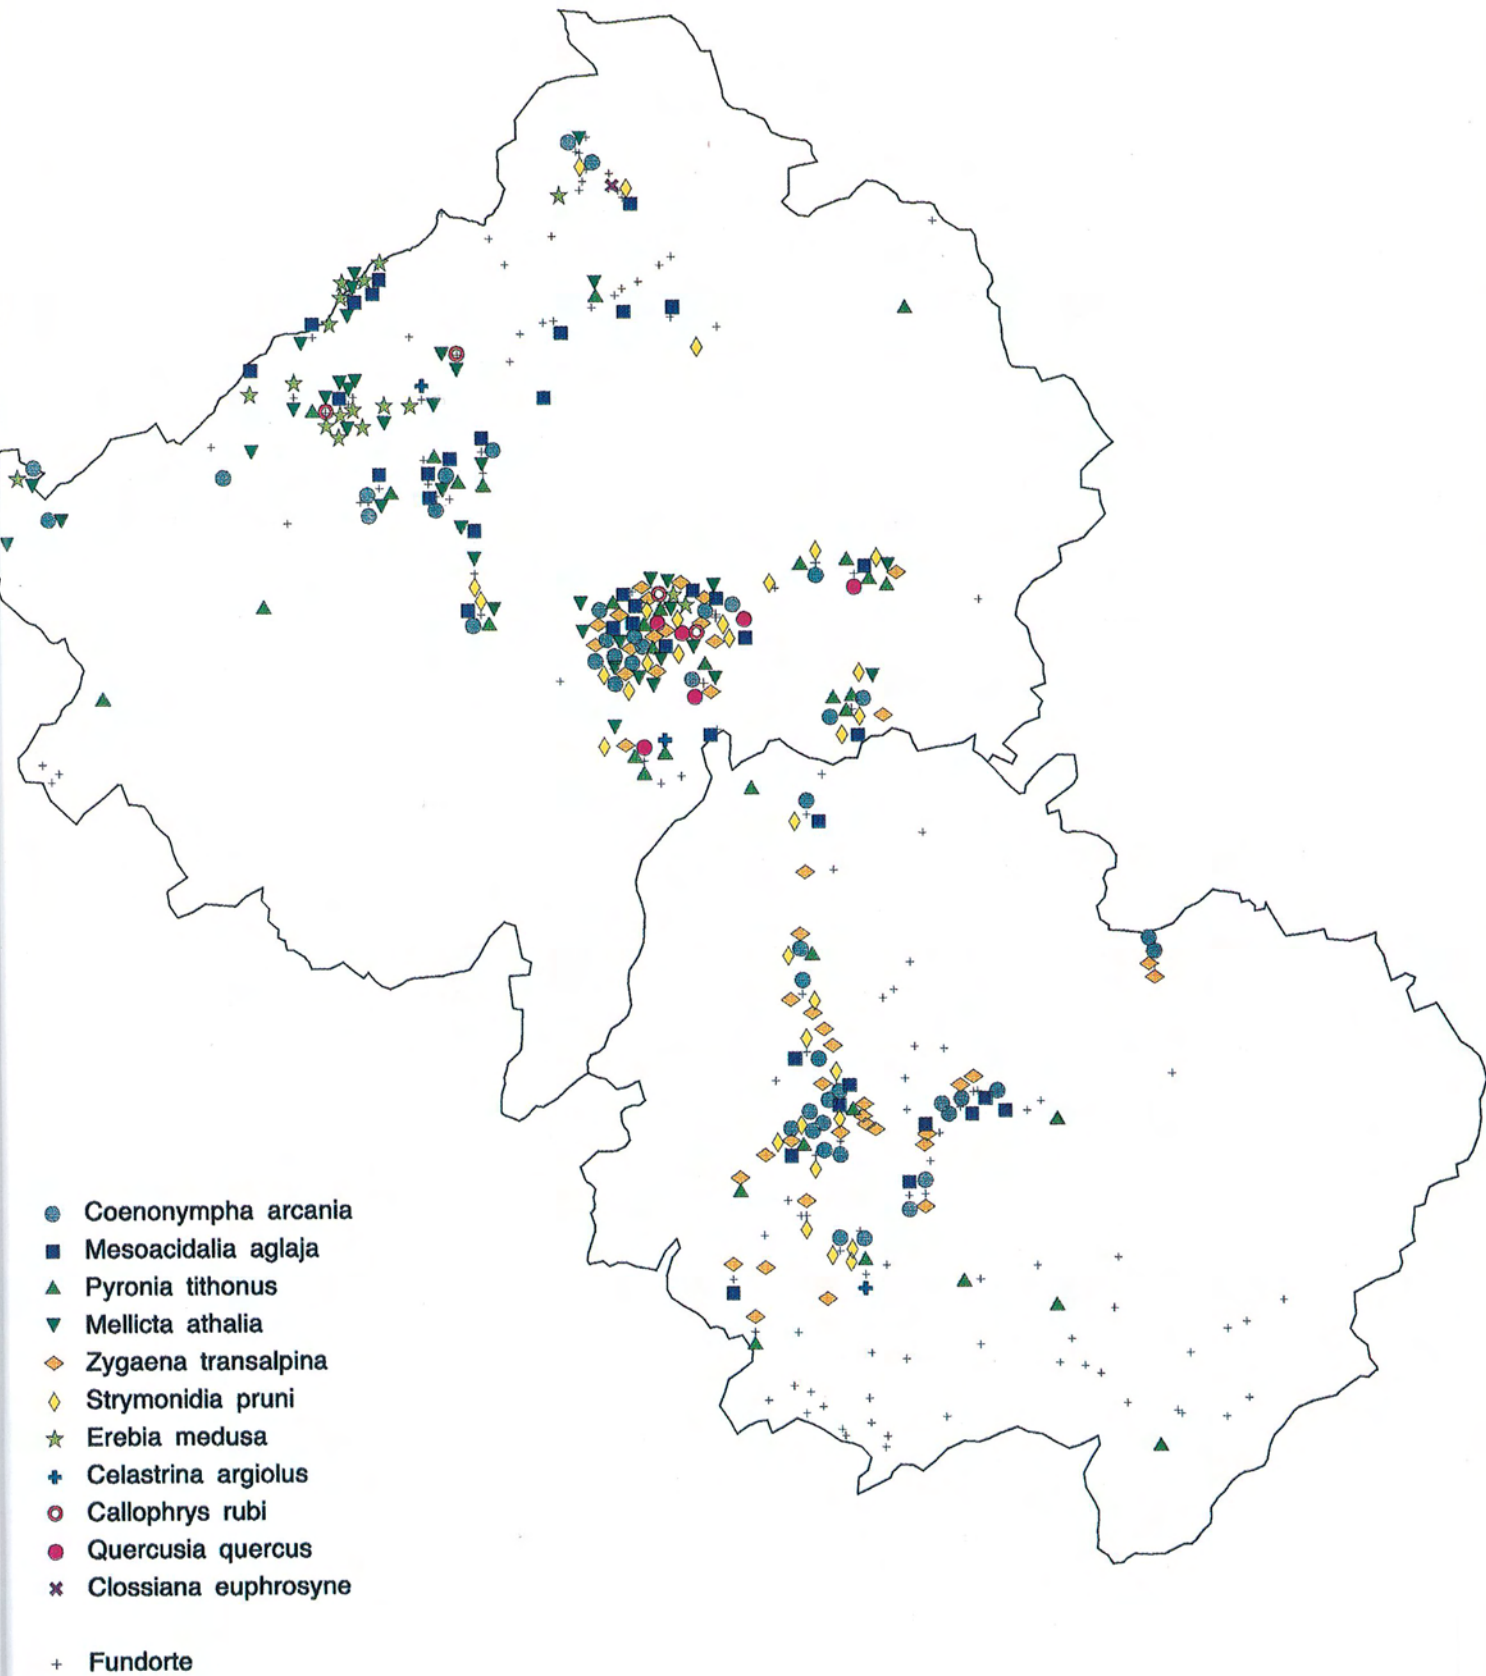 Coenonympha arcania
Mesoacidalia aglaja
Pyronia tithonus
Mellicta athalia
Zygaena transalpina
Strymonidia pruni
Erebia medusa
Celastrina argiolus
Callophrys rubi
Quercusia quercus
Clossiana euphrosyne
Fundorte